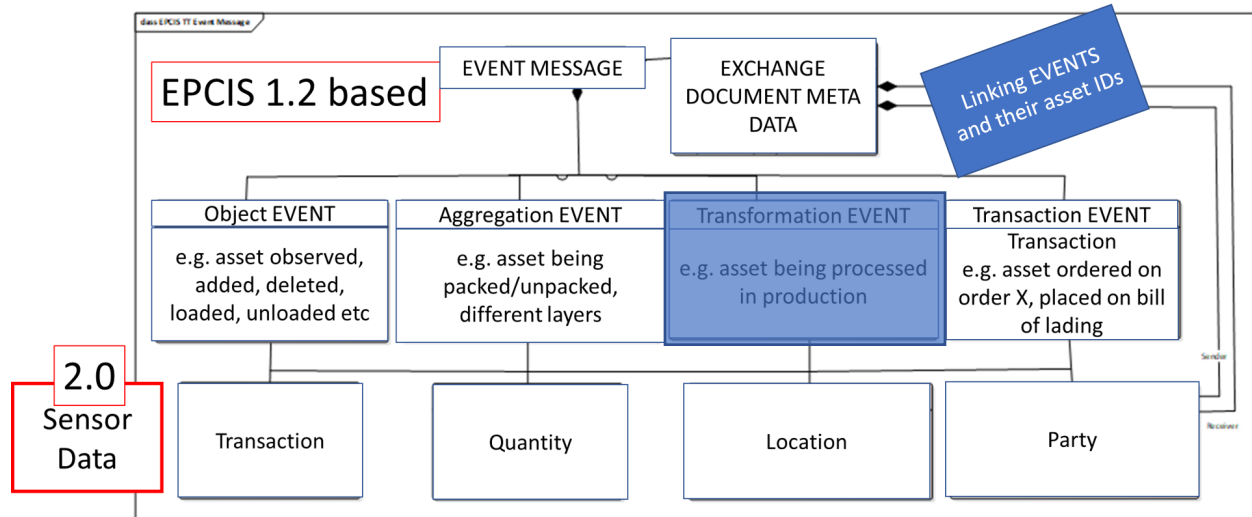 class EPCIS TT Event Message
EPCIS 1.2 based
EVENT MESSAGE
EXCHANGE
DOCUMENT META
DATA
Linking EVENTS
and their asset IDs
Object EVENT
e.g. asset observed,
added, deleted,
loaded, unloaded etc
Aggregation EVENT
e.g. asset being
packed/unpacked,
different layers
Transformation EVENT
e.g. asset being processed
in production
Transaction EVENT
Transaction
e.g. asset ordered on
order X, placed on bill
of lading
Sender
Receiver
2.0
Sensor
Data
Transaction
Quantity
Location
Party